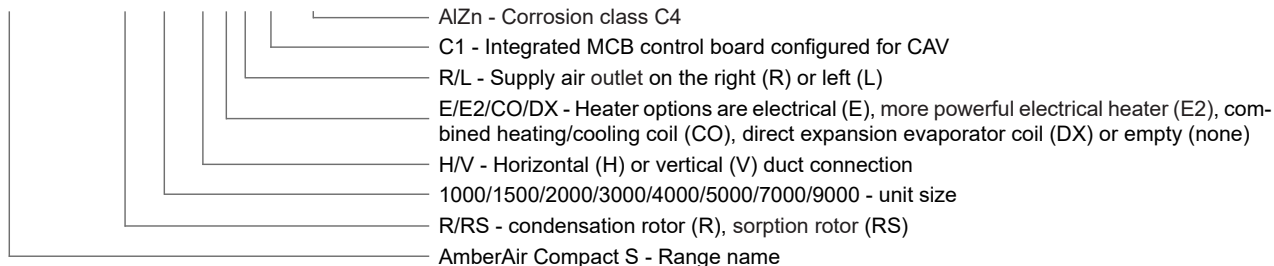 AlZn - Corrosion class C4
C1 - Integrated MCB control board configured for CAV
R/L - Supply air outlet on the right (R) or left (L)
E/E2/CO/DX - Heater options are electrical (E), more powerful electrical heater (E2), com-
bined heating/cooling coil (CO), direct expansion evaporator coil (DX) or empty (none)
H/V - Horizontal (H) or vertical (V) duct connection
1000/1500/2000/3000/4000/5000/7000/9000 - unit size
R/RS - condensation rotor (R), sorption rotor (RS)
AmberAir Compact S - Range name